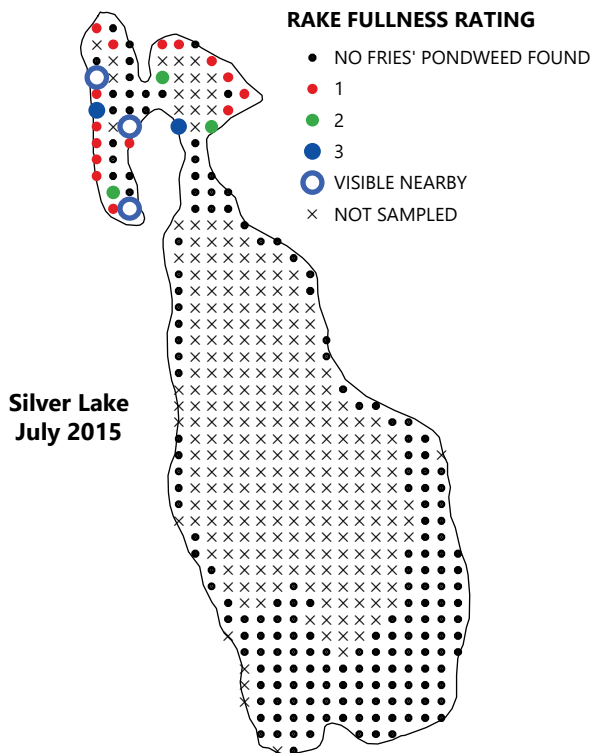 RAKE FULLNESS RATING
NO FRIES' PONDWEED FOUND
1
2
3
VISIBLE NEARBY
NOT SAMPLED
Silver Lake
July 2015